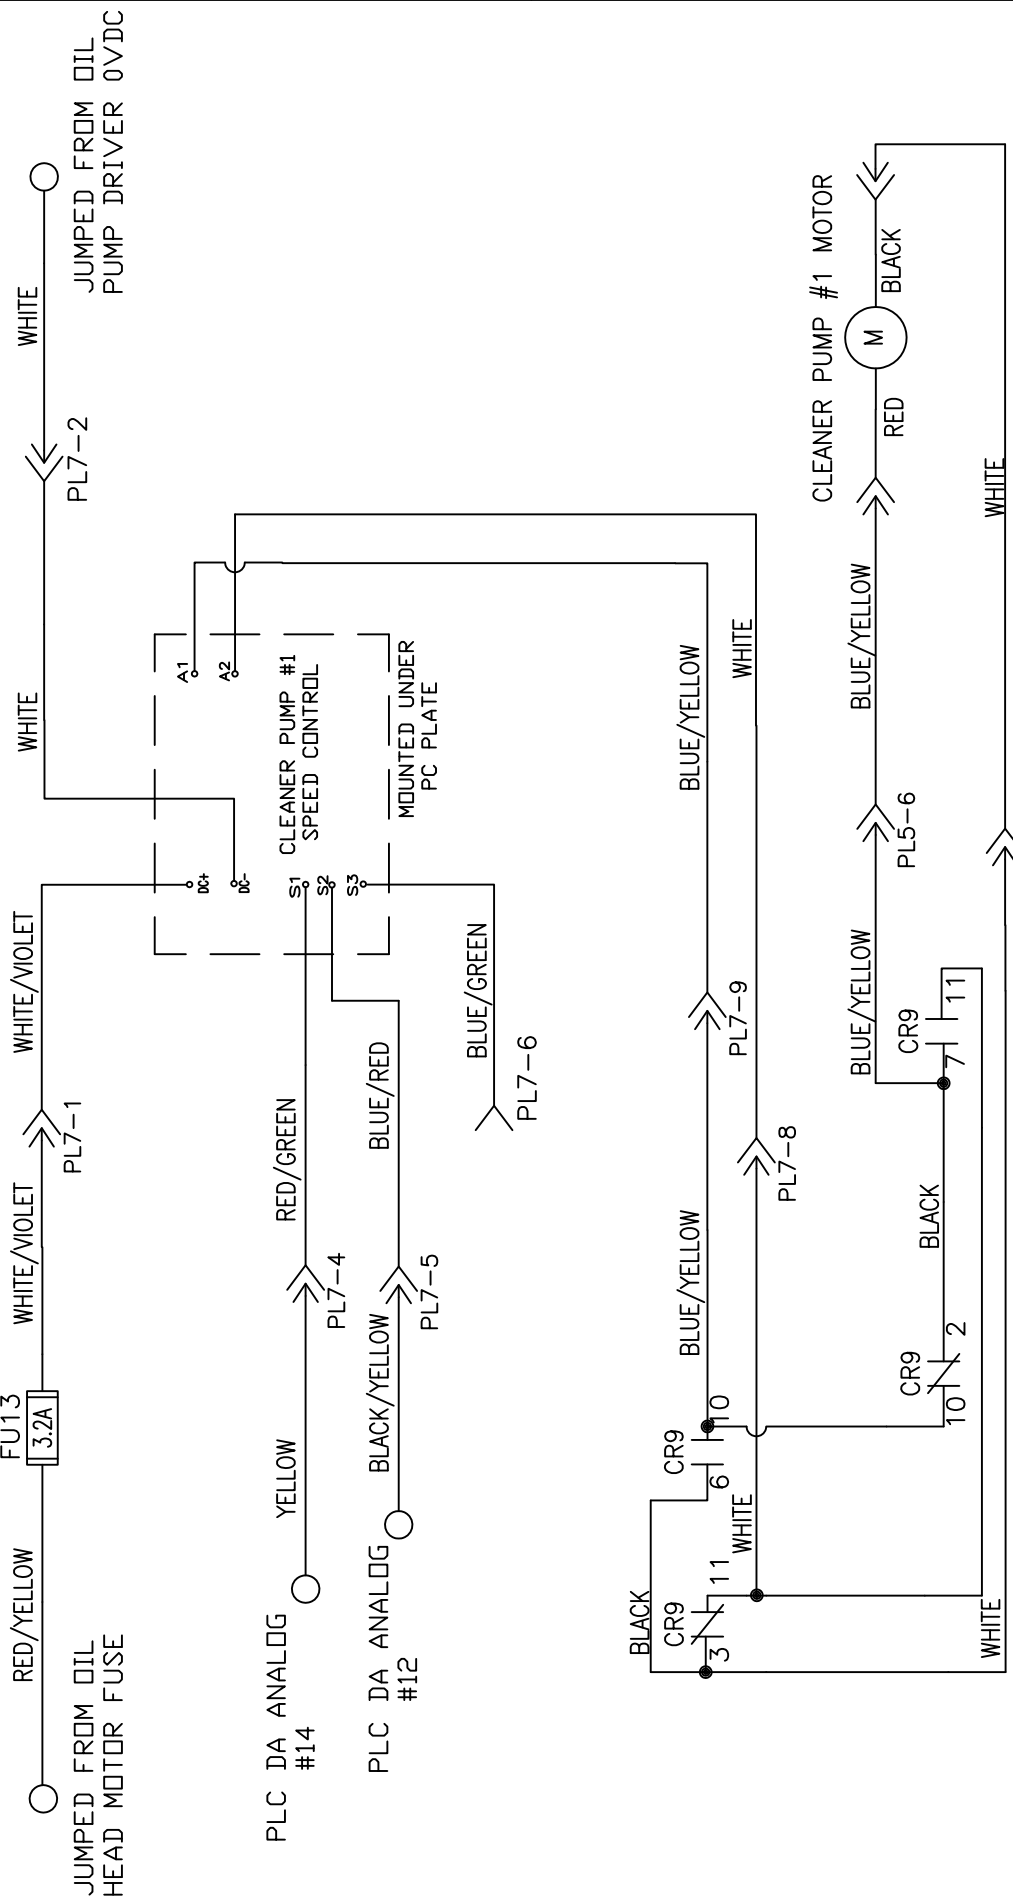 JUMPED FROM OIL
HEAD MOTOR FUSE
RED/YELLOW
FU13
3.2A
WHITE/VIOLET
PL7-1
WHITE/VIOLET
WHITE
PL7-2
WHITE
JUMPED FROM OIL
PUMP DRIVER 0VDC
DC+
DC-
S1
S2
S3
A1
A2
CLEANER PUMP #1
SPEED CONTROL
MOUNTED UNDER
PC PLATE
PLC DA ANALOG
#14
YELLOW
PL7-4
RED/GREEN
PLC DA ANALOG
#12
BLACK/YELLOW
PL7-5
BLUE/RED
PL7-6
BLUE/GREEN
BLACK
CR9
3
11
CR9
6
10
WHITE
BLUE/YELLOW
PL7-9
BLUE/YELLOW
PL7-8
WHITE
CLEANER PUMP #1 MOTOR
CR9
10
2
BLACK
CR9
7
11
BLUE/YELLOW
PL5-6
BLUE/YELLOW
RED
M
BLACK
WHITE
WHITE